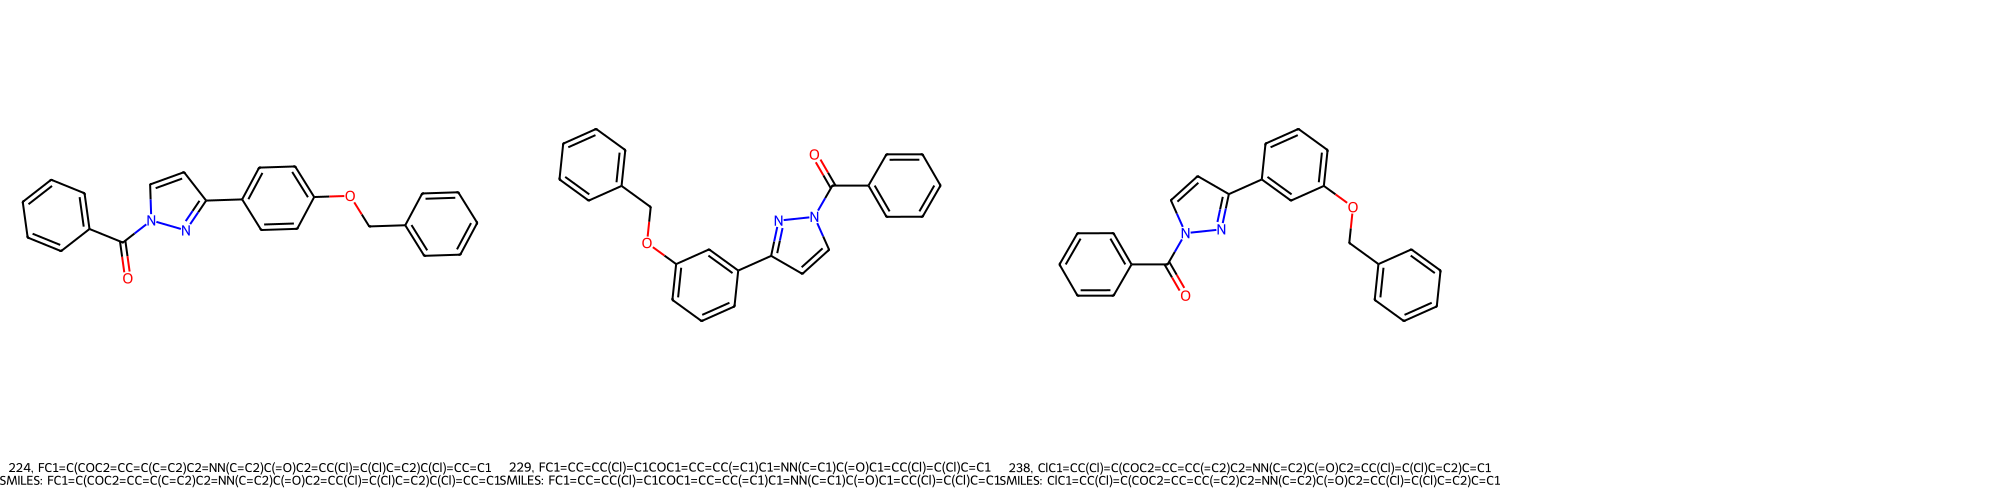 O
N
N
O
O
O
N
N
N
N
O
O
224, FC1=C(COC2=CC=C(C=C2)C2=NN(C=C2)C(=O)C2=CC(Cl)=C(Cl)C=C2)C(Cl)=CC=C1
SMILES: FC1=C(COC2=CC=C(C=C2)C2=NN(C=C2)C(=O)C2=CC(Cl)=C(Cl)C=C2)C(Cl)=CC=C1
229, FC1=CC=CC(Cl)=C1COC1=CC=CC(=C1)C1=NN(C=C1)C(=O)C1=CC(Cl)=C(Cl)C=C1
SMILES: FC1=CC=CC(Cl)=C1COC1=CC=CC(=C1)C1=NN(C=C1)C(=O)C1=CC(Cl)=C(Cl)C=C1
238, ClC1=CC(Cl)=C(COC2=CC=CC(=C2)C2=NN(C=C2)C(=O)C2=CC(Cl)=C(Cl)C=C2)C=C1
SMILES: ClC1=CC(Cl)=C(COC2=CC=CC(=C2)C2=NN(C=C2)C(=O)C2=CC(Cl)=C(Cl)C=C2)C=C1